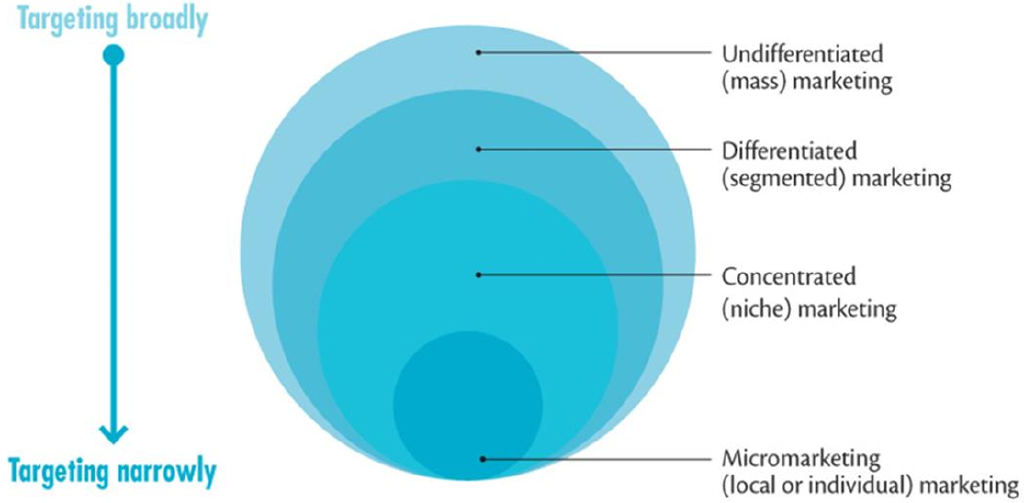 Targeting broadly
Undifferentiated
(mass) marketing
Differentiated
(segmented) marketing
Concentrated
(niche) marketing
Targeting narrowly
Micromarketing
(local or individual) marketing